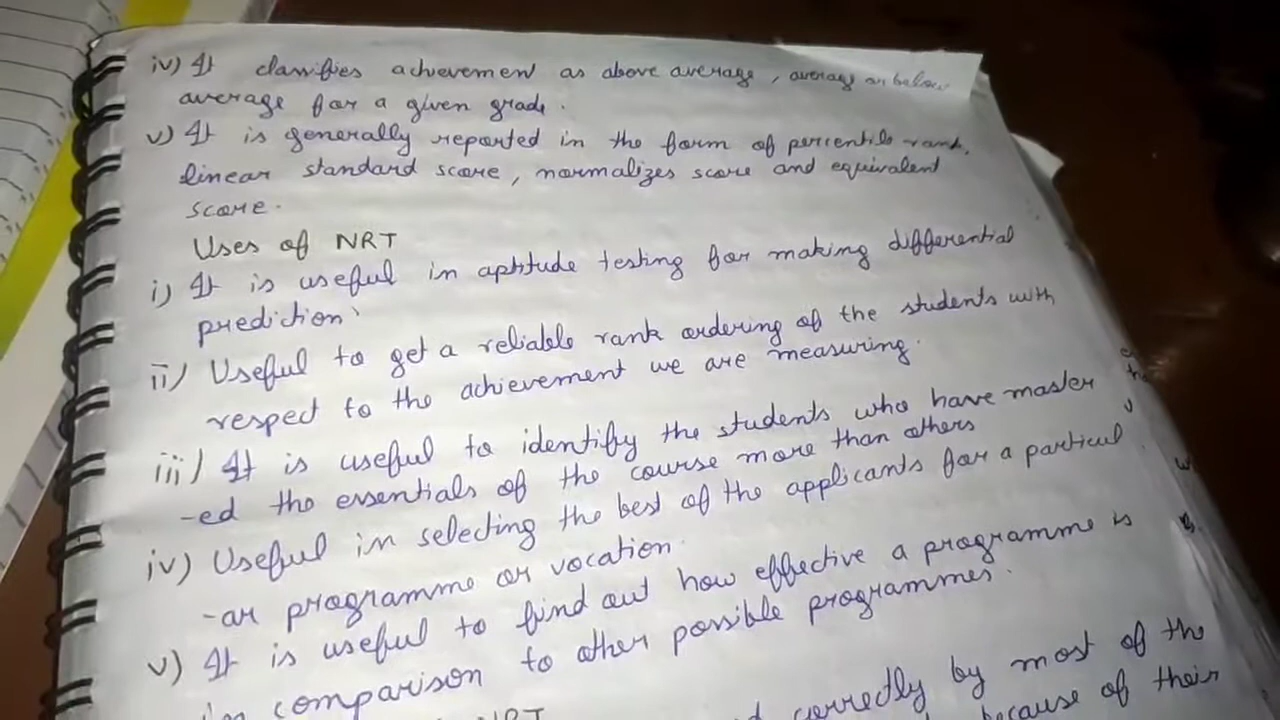 iv) It classifies achievement as above average, average or below
average for a given grade.
v) It is generally reported in the form of percentile rank,
linear standard score, normalizes score and equivalent
score.
Uses of NRT
i) It is useful in aptitude testing for making differential
prediction
ii) Useful to get a reliable rank ordering of the students with
respect to the achievement we are measuring.
iii) It is useful to identify the students who have master
-ed the essentials of the course more than others
iv) Useful in selecting the best of the applicants for a particul
-ar programme or vocation.
v) It is useful to find out how effective a programme is
in comparison to other possible programmes.
NRT
correctly by most of the
because of their